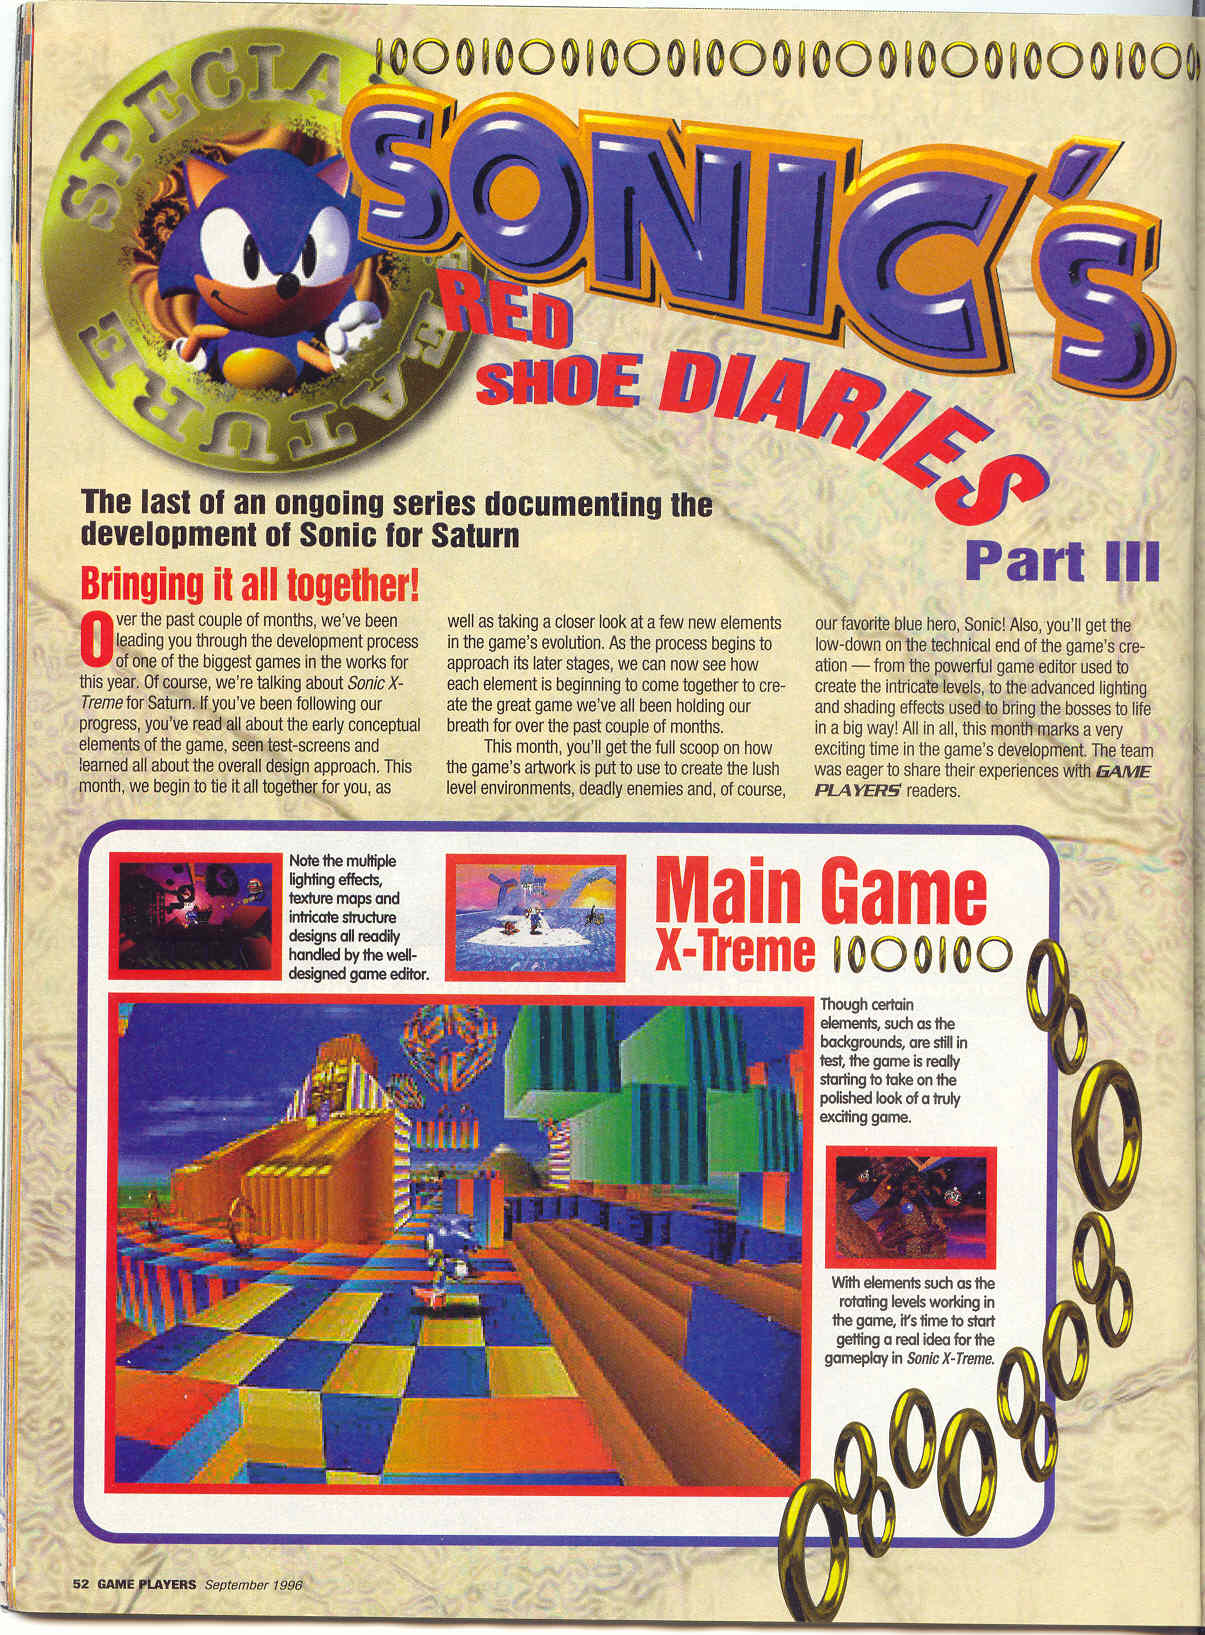 SPECIAL FEATURE
SONIC's
RED
SHOE DIARIES
Part III
The last of an ongoing series documenting the
development of Sonic for Saturn
Bringing it all together!
Over the past couple of months, we've been
leading you through the development process
of one of the biggest games in the works for
this year. Of course, we're talking about Sonic X-
Treme for Saturn. If you've been following our
progress, you've read all about the early conceptual
elements of the game, seen test-screens and
learned all about the overall design approach. This
month, we begin to tie it all together for you, as
well as taking a closer look at a few new elements
in the game's evolution. As the process begins to
approach its later stages, we can now see how
each element is beginning to come together to cre-
ate the great game we've all been holding our
breath for over the past couple of months.
This month, you'll get the full scoop on how
the game's artwork is put to use to create the lush
level environments, deadly enemies and, of course,
our favorite blue hero, Sonic! Also, you'll get the
low-down on the technical end of the game's cre-
ation — from the powerful game editor used to
create the intricate levels, to the advanced lighting
and shading effects used to bring the bosses to life
in a big way! All in all, this month marks a very
exciting time in the game's development. The team
was eager to share their experiences with GAME
PLAYERS' readers.
Note the multiple
lighting effects,
texture maps and
intricate structure
designs all readily
handled by the well-
designed game editor.
Main Game
X-Treme
Though certain
elements, such as the
backgrounds, are still in
test, the game is really
starting to take on the
polished look of a truly
exciting game.
With elements such as the
rotating levels working in
the game, it's time to start
getting a real idea for the
gameplay in Sonic X-Treme.
52 GAME PLAYERS September 1996